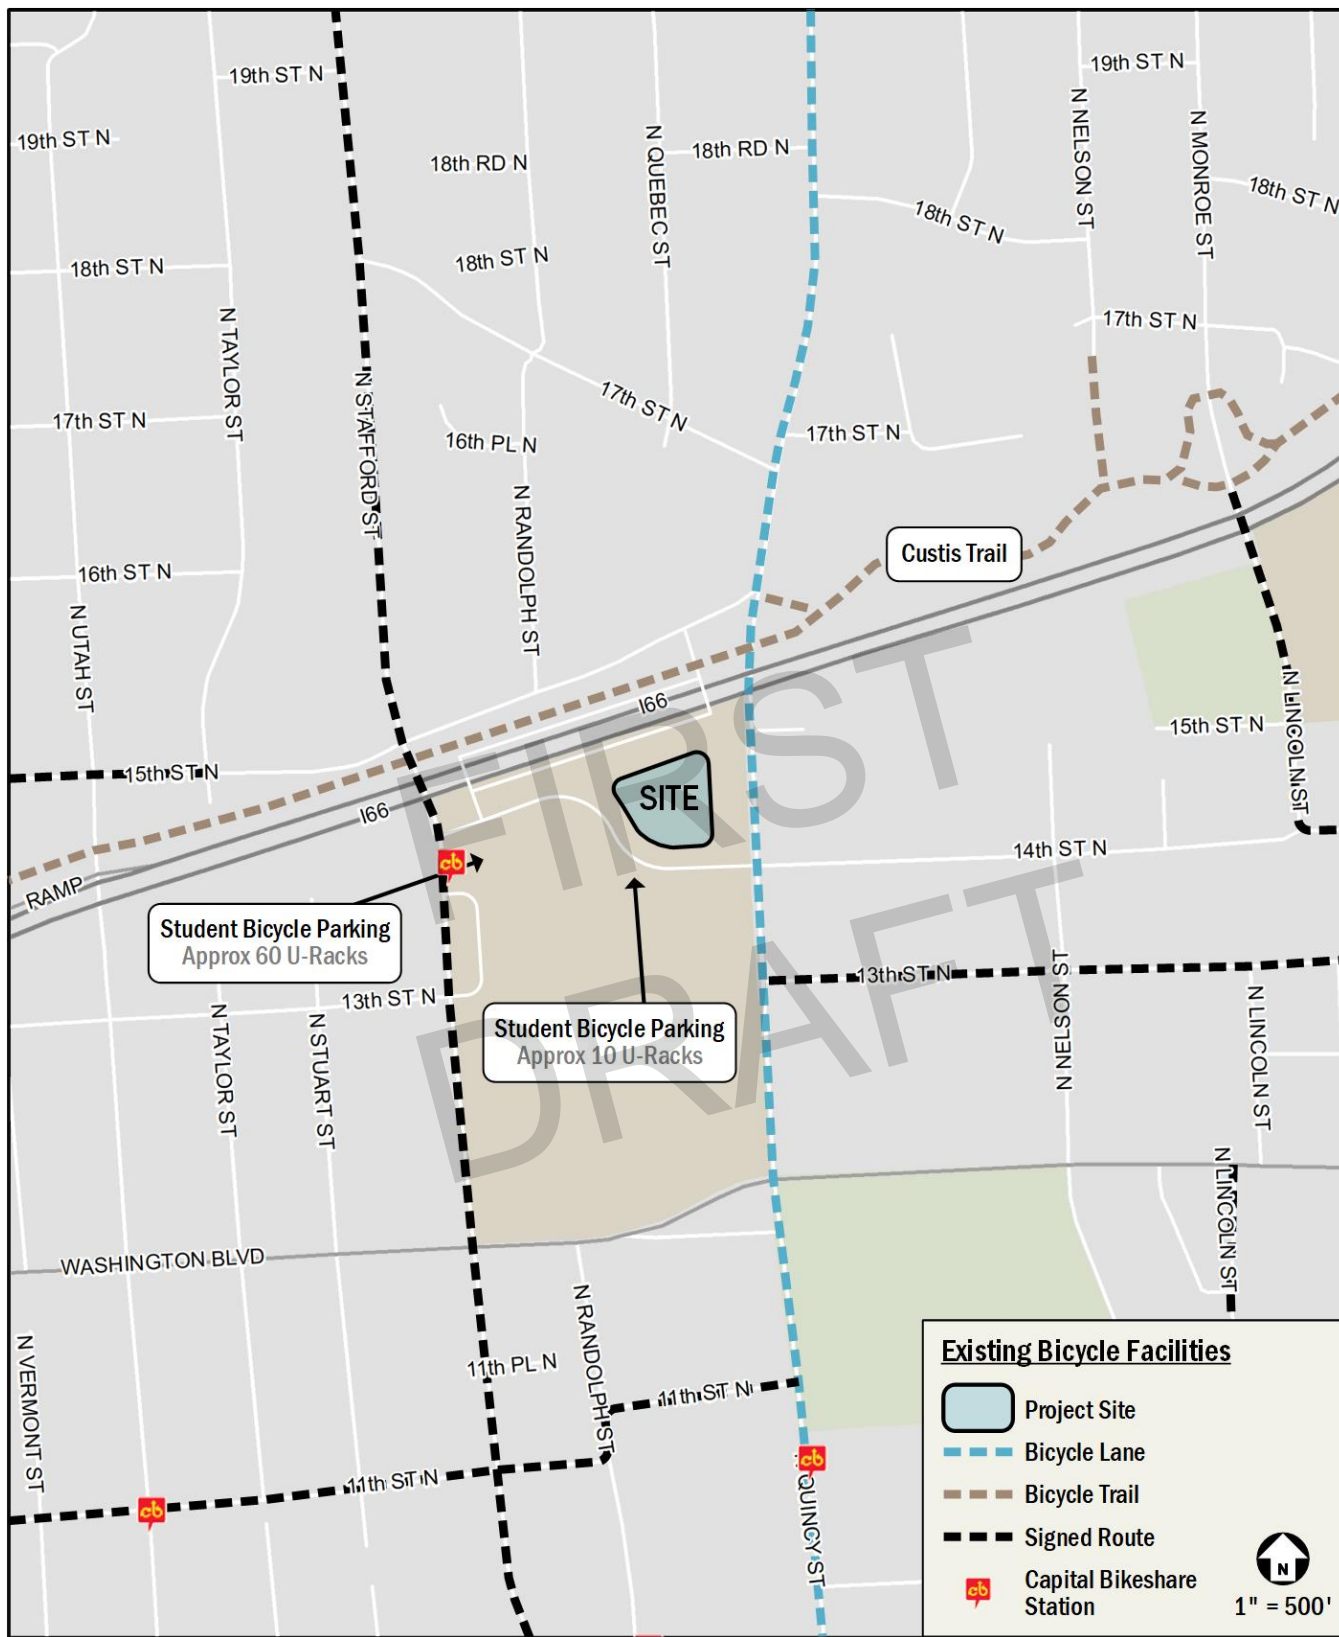 19th ST N
19th ST N
19th ST N
18th RD N
18th RD N
N QUEBEC ST
N NELSON ST
N MONROE ST
18th ST N
18th ST N
18th ST N
18th ST N
N TAYLOR ST
17th ST N
N STAFFORD ST
17th ST N
17th ST N
17th ST N
16th PL N
N RANDOLPH ST
Custis Trail
16th ST N
N UTAH ST
I66
N LINCOLN ST
15th ST N
15th ST N
SITE
I66
14th ST N
RAMP
cb
Student Bicycle Parking
Approx 60 U-Racks
FIRST
DRAFT
13th ST N
13th ST N
N NELSON ST
N LINCOLN ST
N TAYLOR ST
N STUART ST
Student Bicycle Parking
Approx 10 U-Racks
N LINCOLN ST
WASHINGTON BLVD
N VERMONT ST
11th PL N
N RANDOLPH ST
11th ST N
11th ST N
cb
cb
QUINCY ST
Existing Bicycle Facilities
Project Site
Bicycle Lane
Bicycle Trail
Signed Route
cb
Capital Bikeshare
Station
N
1" = 500'